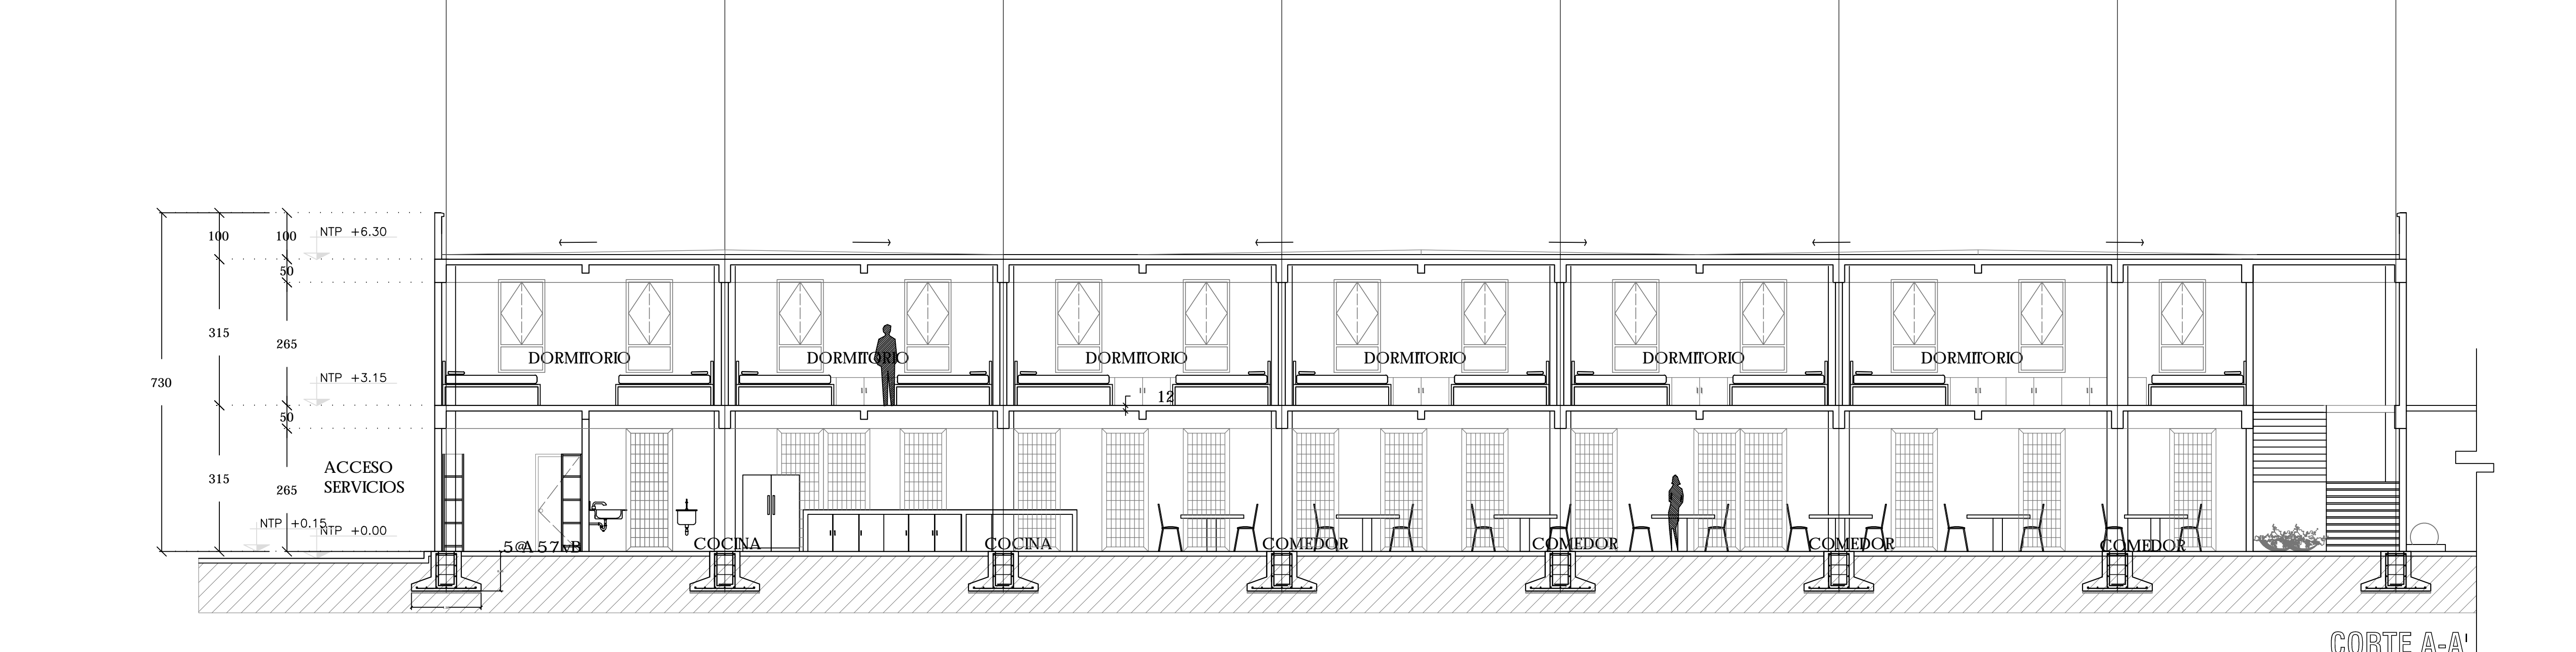 100
100
NTP +6.30
50
315
265
DORMITORIO
DORMITORIO
DORMITORIO
DORMITORIO
DORMITORIO
DORMITORIO
730
NTP +3.15
12
50
ACCESO
SERVICIOS
315
265
NTP +0.15
NTP +0.00
COCINA
COCINA
COMEDOR
COMEDOR
COMEDOR
COMEDOR
CORTE A-A'